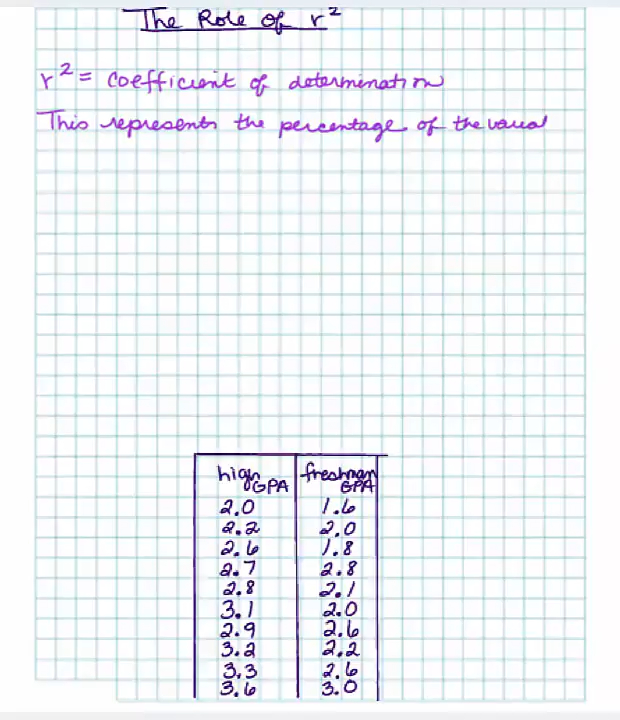 The Role of r²
r² = coefficient of determination
This represents the percentage of the
high GPA freshman GPA
2.0 1.6
2.2 2.0
2.6 1.8
2.7 2.8
2.8 2.1
3.1 2.0
2.9 2.6
3.2 2.2
3.3 2.6
3.6 3.0